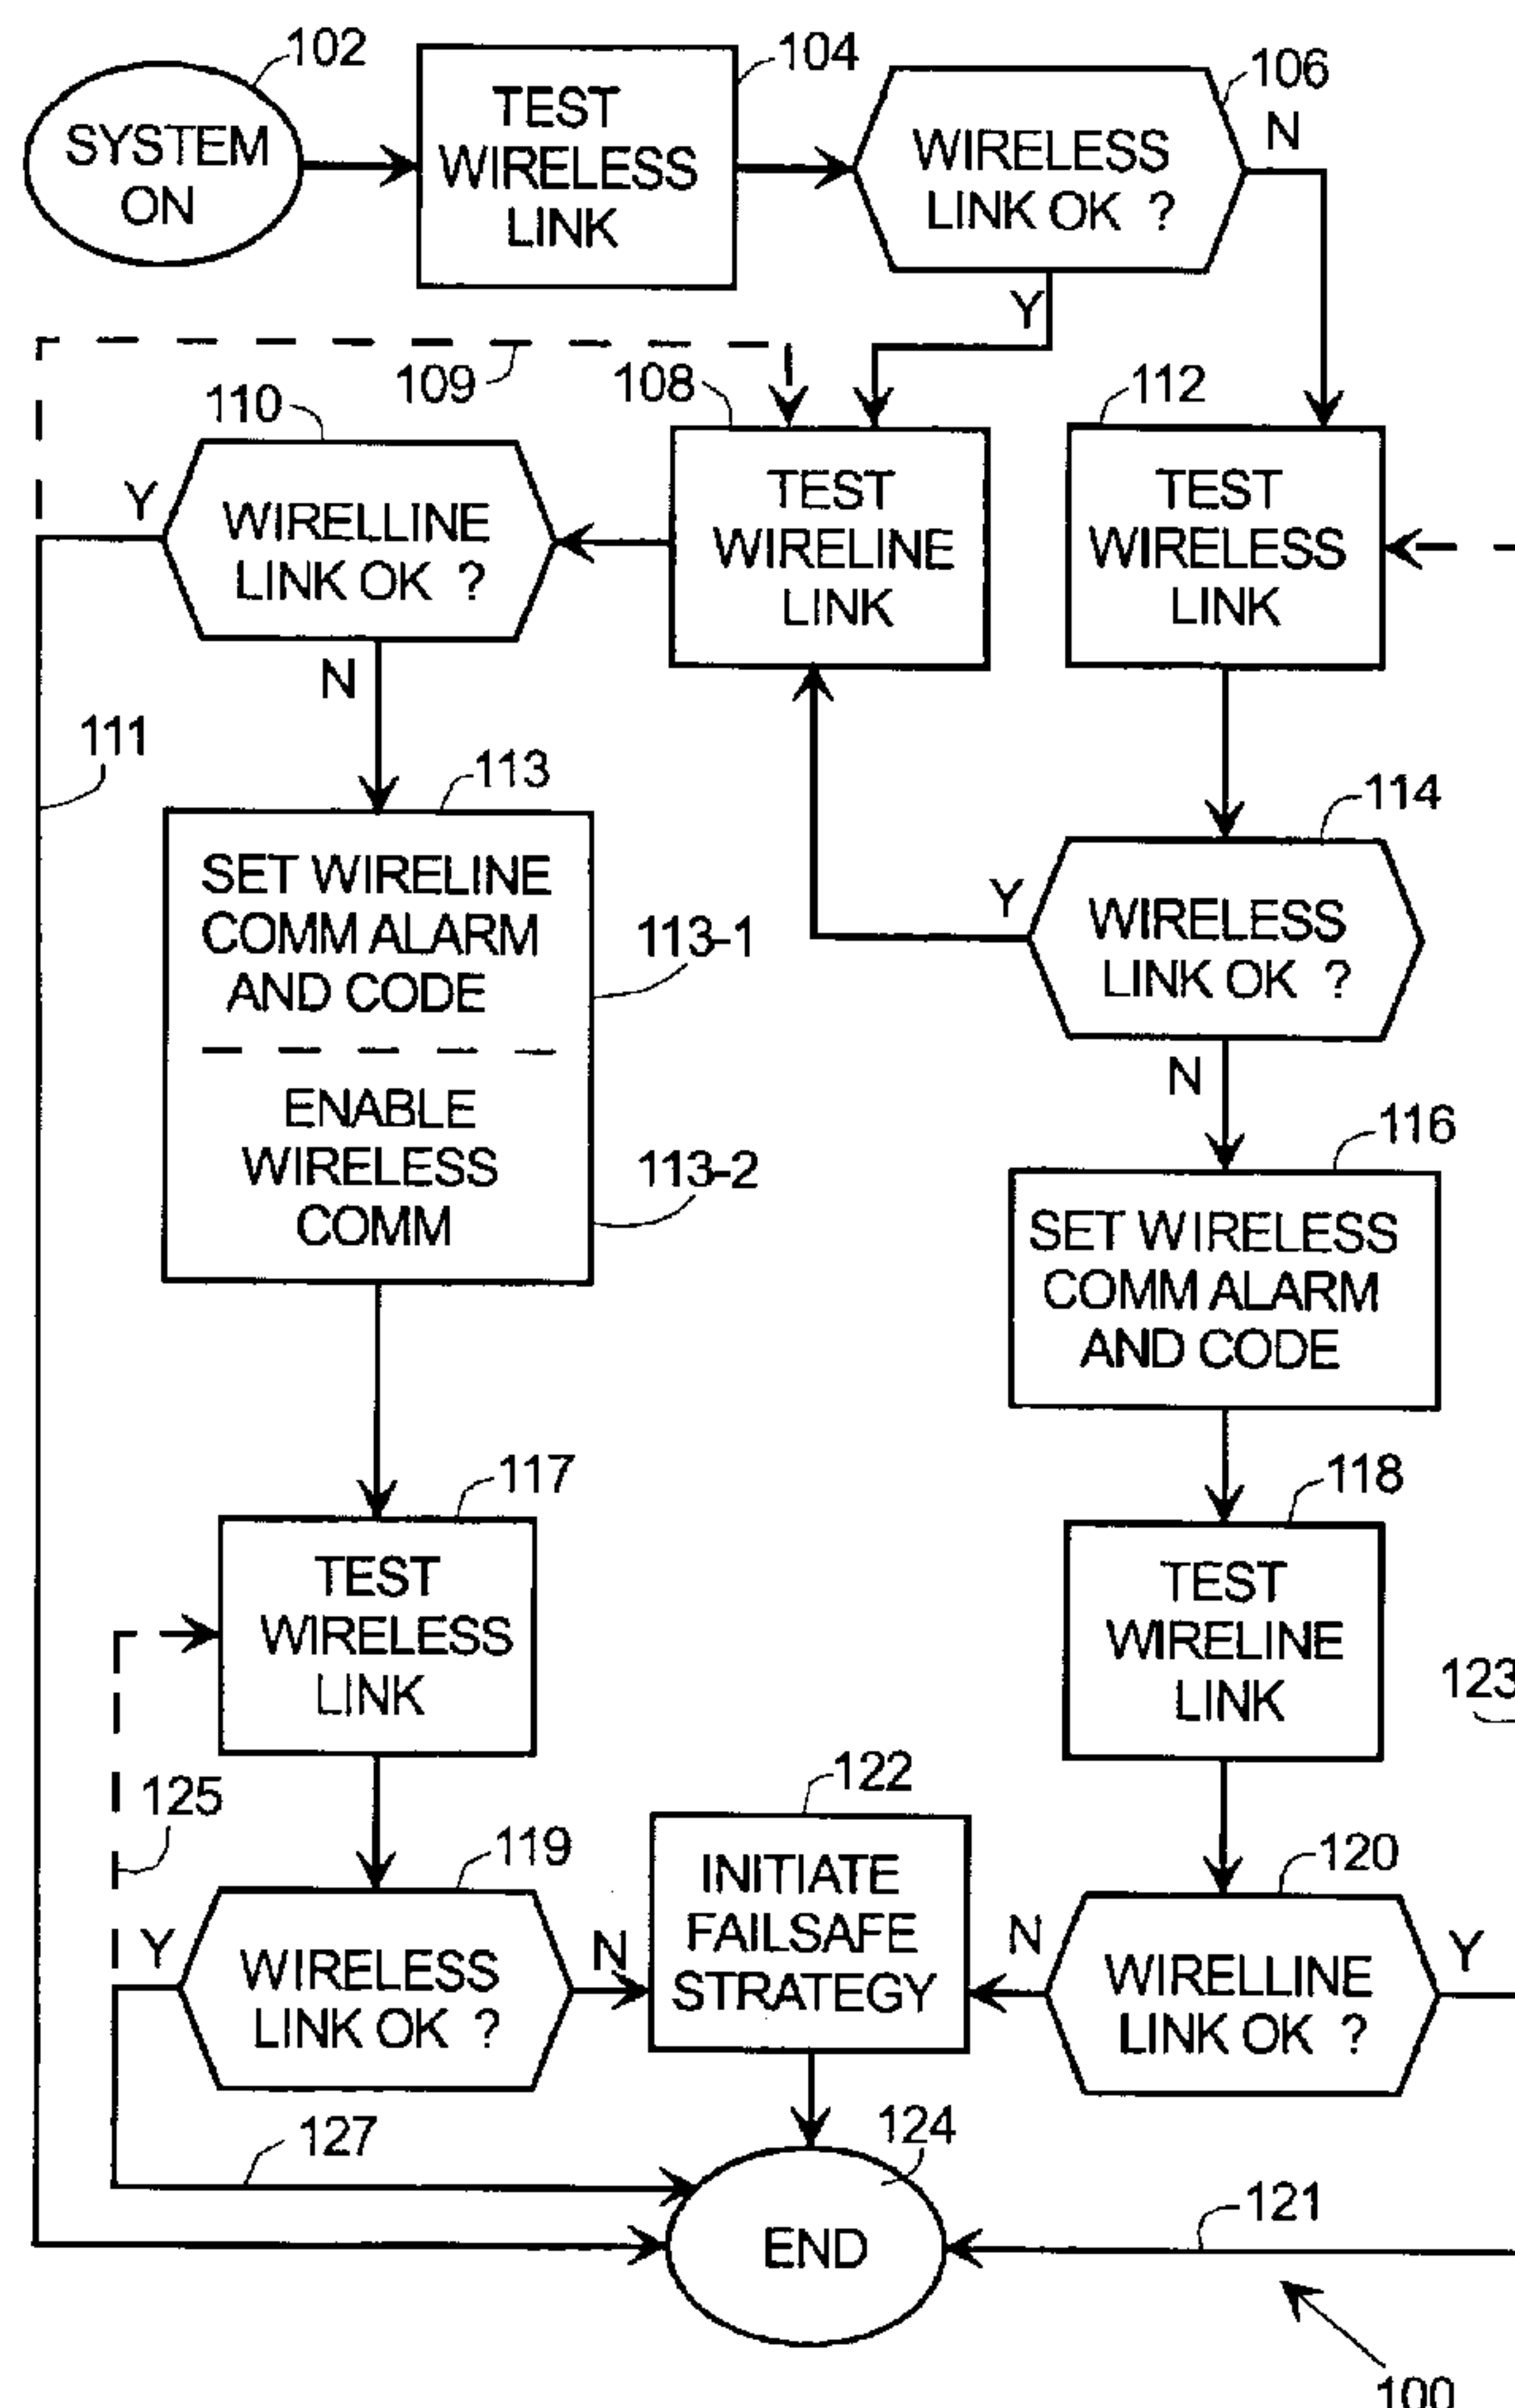 102
SYSTEM
ON
104
TEST
WIRELESS
LINK
106
WIRELESS
LINK OK ?
N
Y
109
108
TEST
WIRELINE
LINK
112
TEST
WIRELESS
LINK
110
WIRELLINE
LINK OK ?
Y
N
111
113
SET WIRELINE
COMM ALARM
AND CODE
113-1
ENABLE
WIRELESS
COMM
113-2
114
WIRELESS
LINK OK ?
Y
N
116
SET WIRELESS
COMM ALARM
AND CODE
117
TEST
WIRELESS
LINK
118
TEST
WIRELINE
LINK
123
125
119
WIRELESS
LINK OK ?
Y
N
122
INITIATE
FAILSAFE
STRATEGY
120
WIRELLINE
LINK OK ?
N
Y
127
124
END
121
100